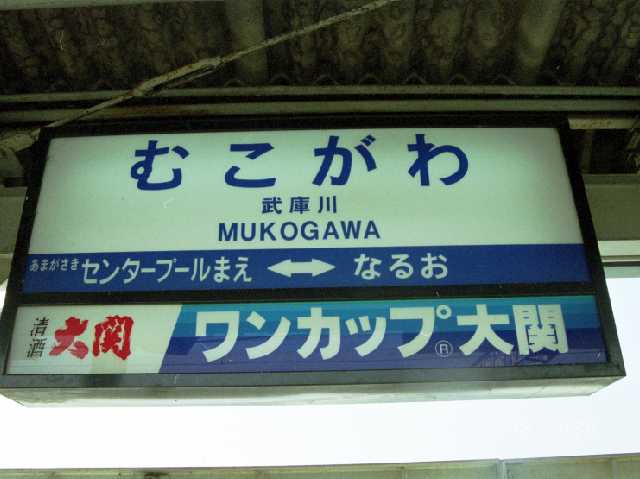 むこがわ
武庫川
MUKOGAWA
あまがさきセンタープールまえ ⟷ なるお
清酒 大関 ワンカップ®大関